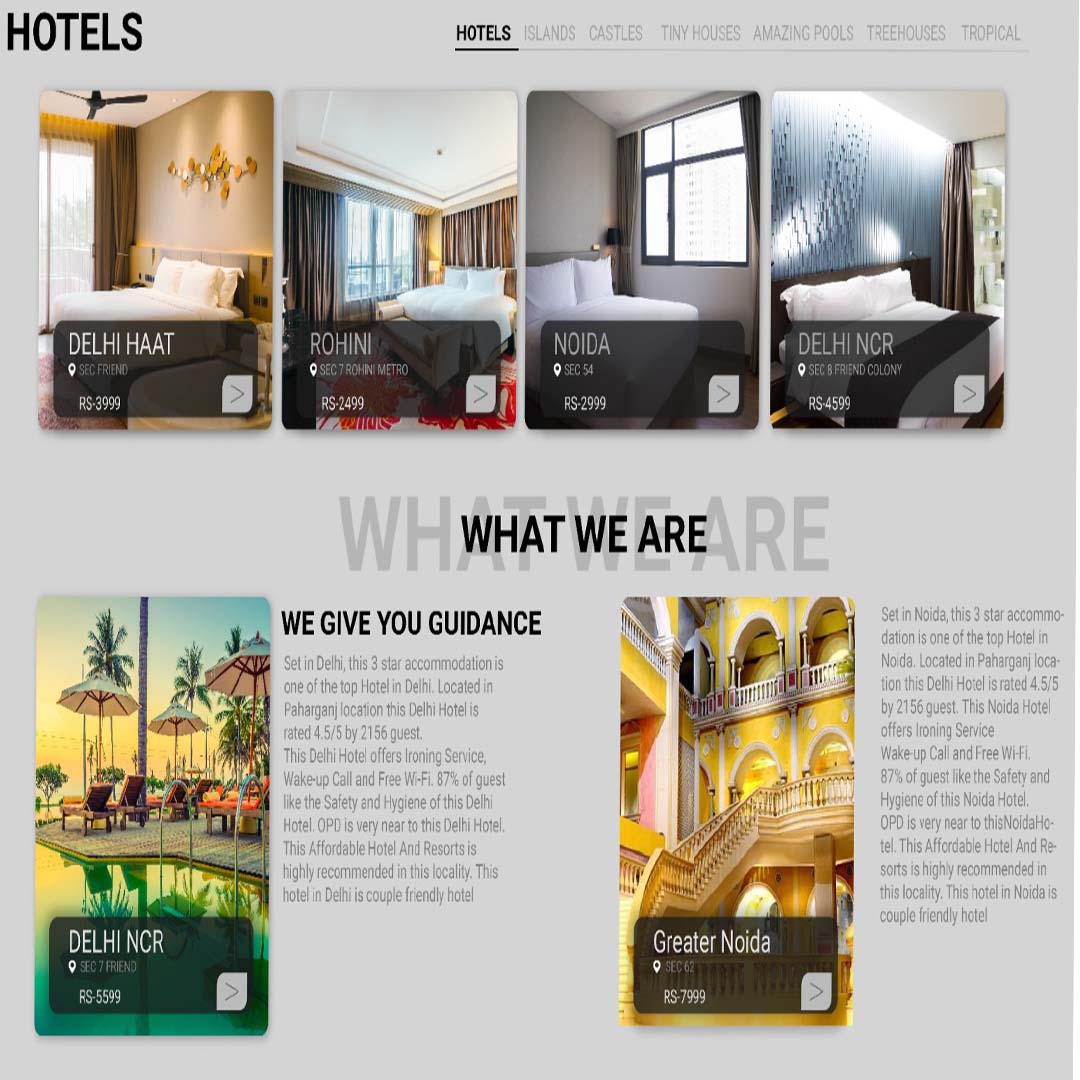 HOTELS
HOTELS ISLANDS CASTLES TINY HOUSES AMAZING POOLS TREEHOUSES TROPICAL
DELHI HAAT
SEC FRIEND
RS-3999
>
ROHINI
SEC 7 ROHINI METRO
RS-2499
>
NOIDA
SEC 54
RS-2999
>
DELHI NCR
SEC 8 FRIEND COLONY
RS-4599
>
WHAT WE ARE
WHAT WE ARE
DELHI NCR
SEC 7 FRIEND
RS-5599
>
WE GIVE YOU GUIDANCE
Set in Delhi, this 3 star accommodation is
one of the top Hotel in Delhi. Located in
Paharganj location this Delhi Hotel is
rated 4.5/5 by 2156 guest.
This Delhi Hotel offers Ironing Service,
Wake-up Call and Free Wi-Fi. 87% of guest
like the Safety and Hygiene of this Delhi
Hotel. OPD is very near to this Delhi Hotel.
This Affordable Hotel And Resorts is
highly recommended in this locality. This
hotel in Delhi is couple friendly hotel
Greater Noida
SEC 62
RS-7999
>
Set in Noida, this 3 star accommo-
dation is one of the top Hotel in
Noida. Located in Paharganj loca-
tion this Delhi Hotel is rated 4.5/5
by 2156 guest. This Noida Hotel
offers Ironing Service
Wake-up Call and Free Wi-Fi.
87% of guest like the Safety and
Hygiene of this Noida Hotel.
OPD is very near to thisNoidaHo-
tel. This Affordable Hotel And Re-
sorts is highly recommended in
this locality. This hotel in Noida is
couple friendly hotel